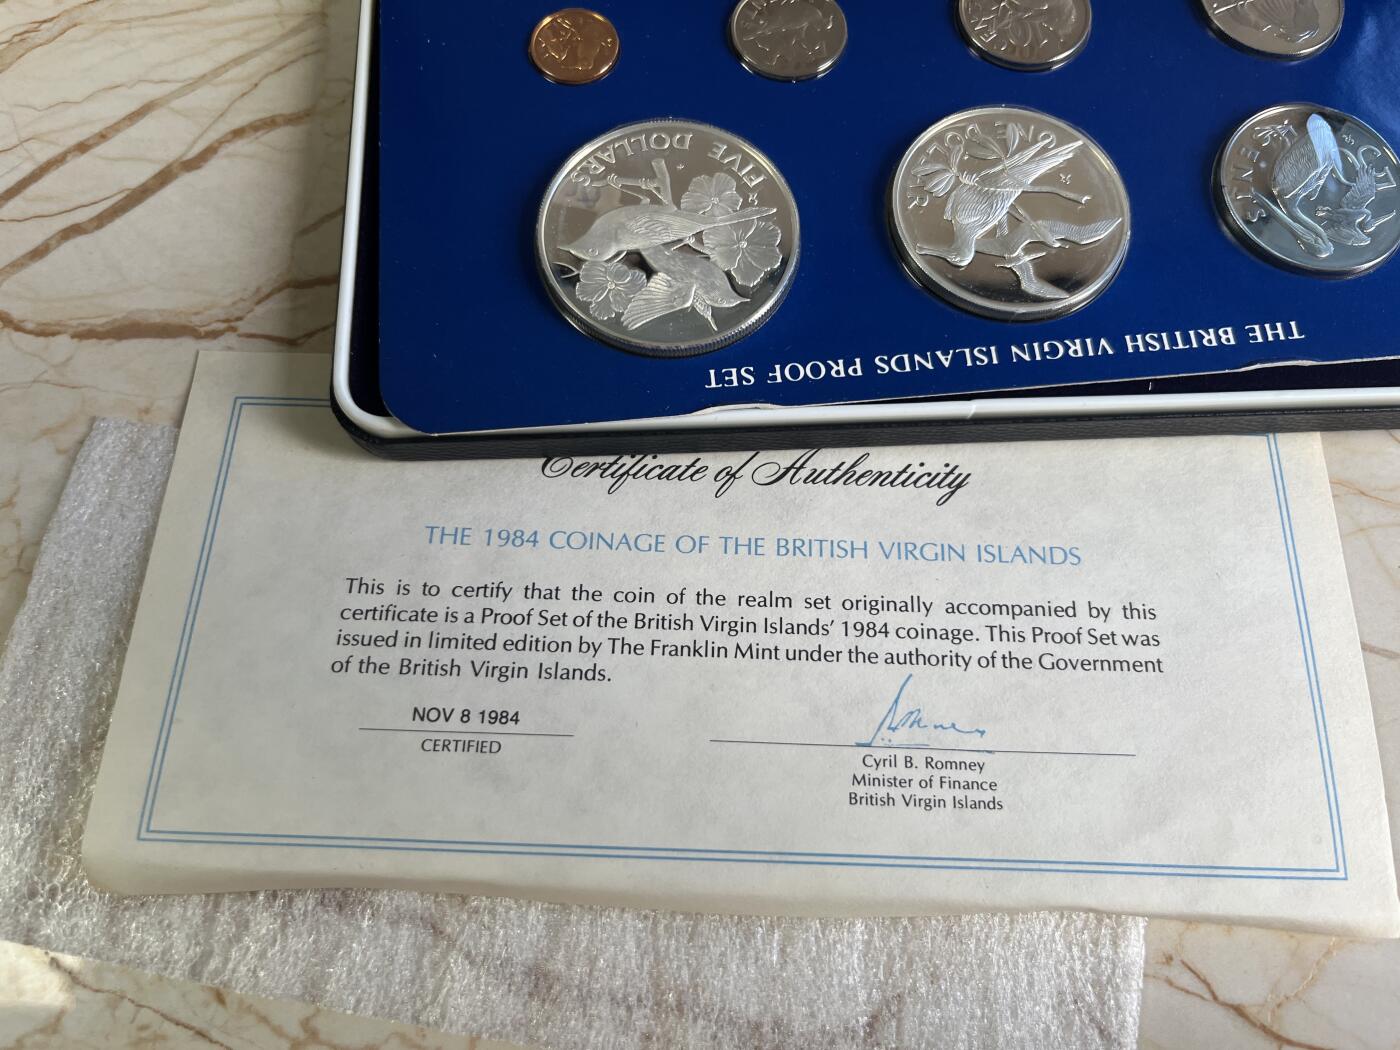 FIVE DOLLARS
ONE DOLLAR
THE BRITISH VIRGIN ISLANDS PROOF SET
Certificate of Authenticity
THE 1984 COINAGE OF THE BRITISH VIRGIN ISLANDS
This is to certify that the coin of the realm set originally accompanied by this
certificate is a Proof Set of the British Virgin Islands' 1984 coinage. This Proof Set was
issued in limited edition by The Franklin Mint under the authority of the Government
of the British Virgin Islands.
NOV 8 1984
CERTIFIED
Cyril B. Romney
Minister of Finance
British Virgin Islands